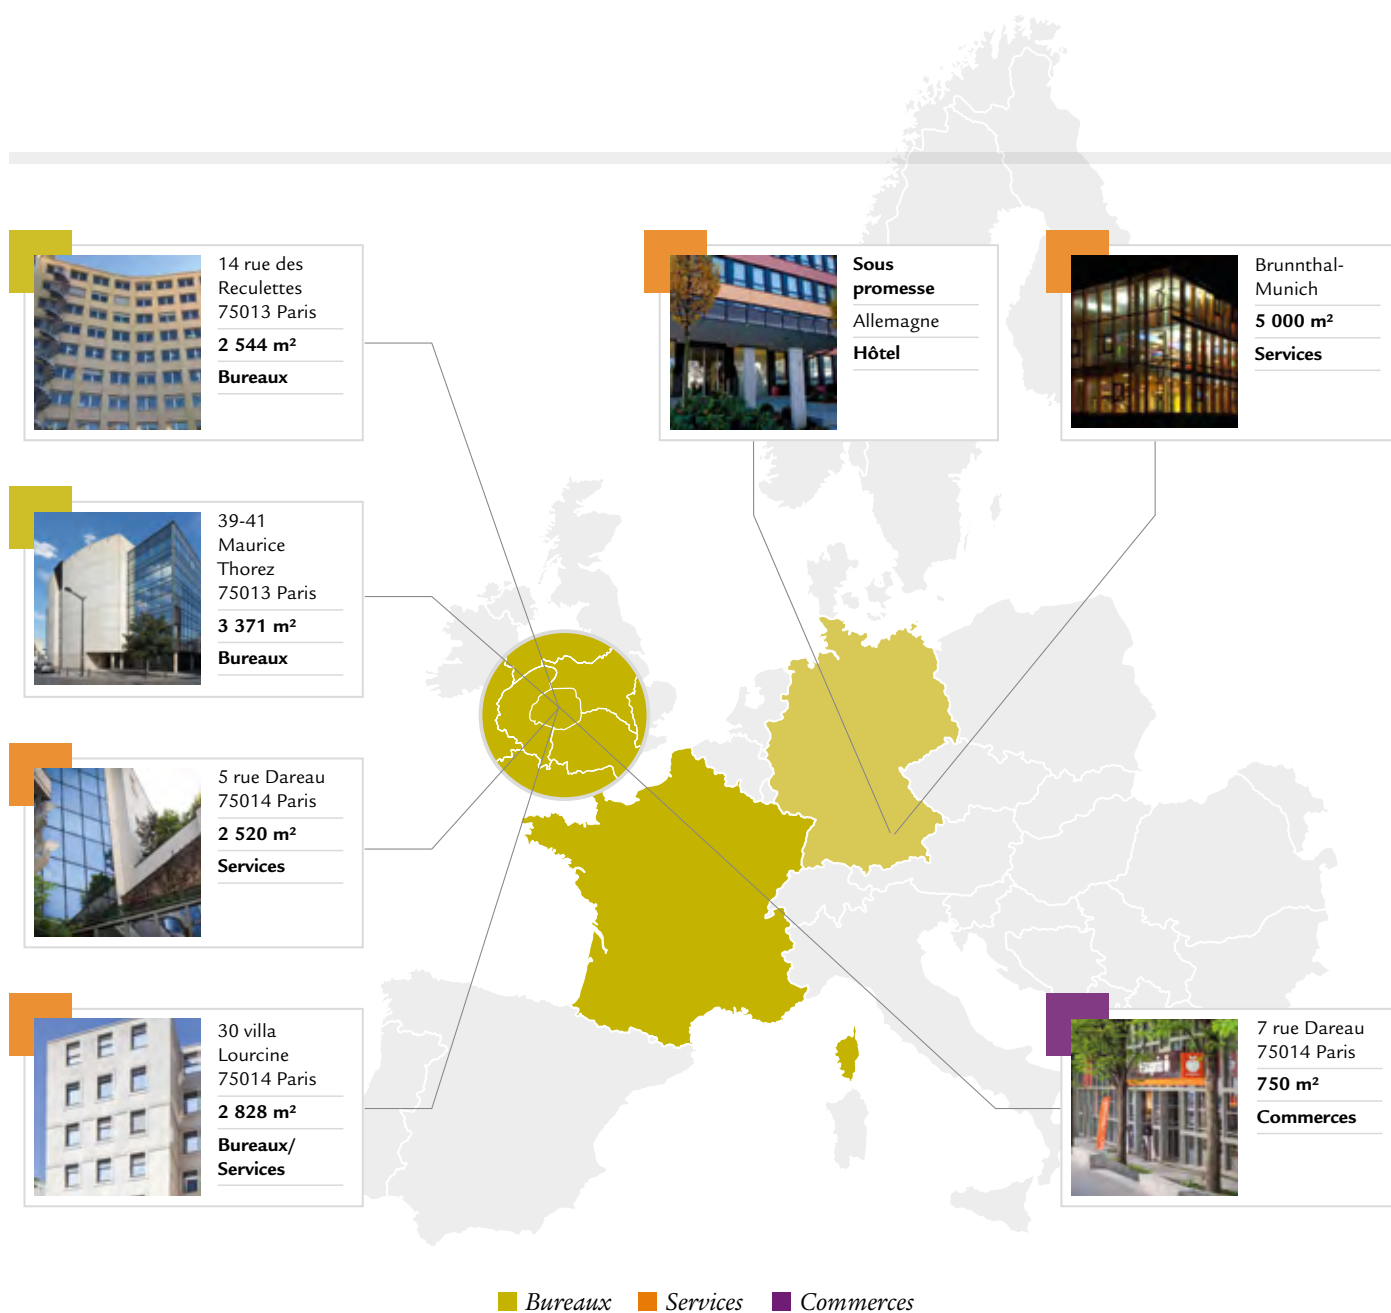 14 rue des
Reculettes
75013 Paris
2 544 m²
Bureaux
Sous
promesse
Allemagne
Hôtel
Brunnthal-
Munich
5 000 m²
Services
39-41
Maurice
Thorez
75013 Paris
3 371 m²
Bureaux
5 rue Dareau
75014 Paris
2 520 m²
Services
30 villa
Lourcine
75014 Paris
2 828 m²
Bureaux/
Services
7 rue Dareau
75014 Paris
750 m²
Commerces
Bureaux Services Commerces